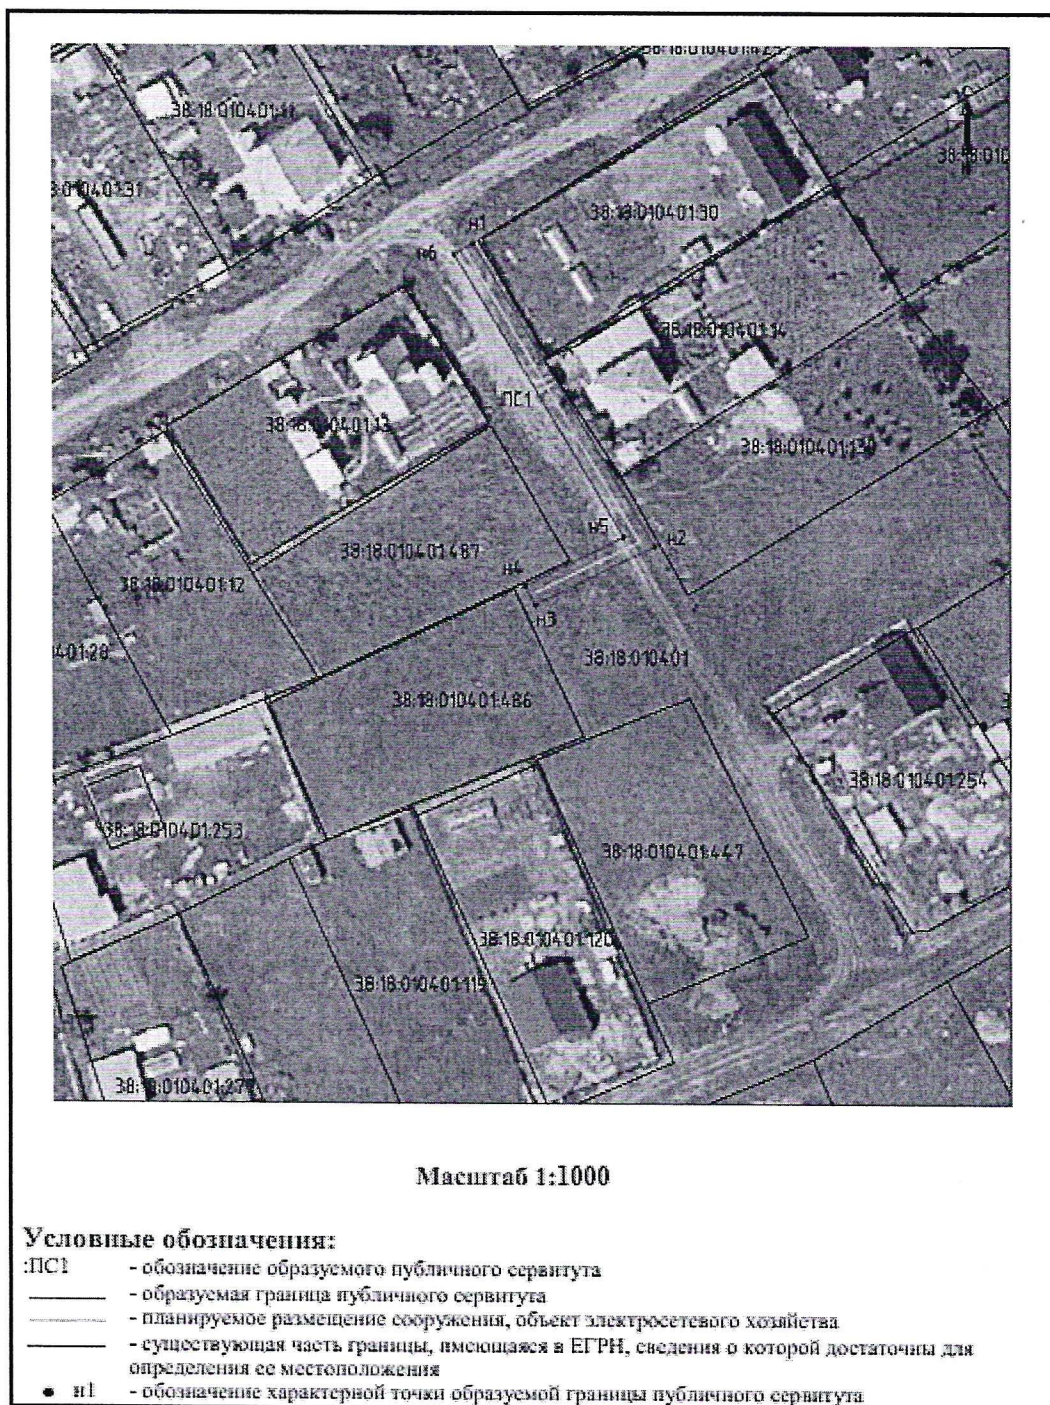 38:18:010401:11
38:18:010401:30
н1
н6
38:18:010401:14
:ПС1
38:18:010401:13
38:18:010401:139
н5
н2
38:18:010401:487
н4
38:18:010401:12
н3
38:18:010401
38:18:010401:486
38:18:010401:254
38:18:010401:253
38:18:010401:447
38:18:010401:120
38:18:010401:119
Масштаб 1:1000
Условные обозначения:
:ПС1 - обозначение образуемого публичного сервитута
- образуемая граница публичного сервитута
- планируемое размещение сооружения, объект электросетевого хозяйства
- существующая часть границы, имеющаяся в ЕГРН, сведения о которой достаточны для
определения ее местоположения
• н1 - обозначение характерной точки образуемой границы публичного сервитута